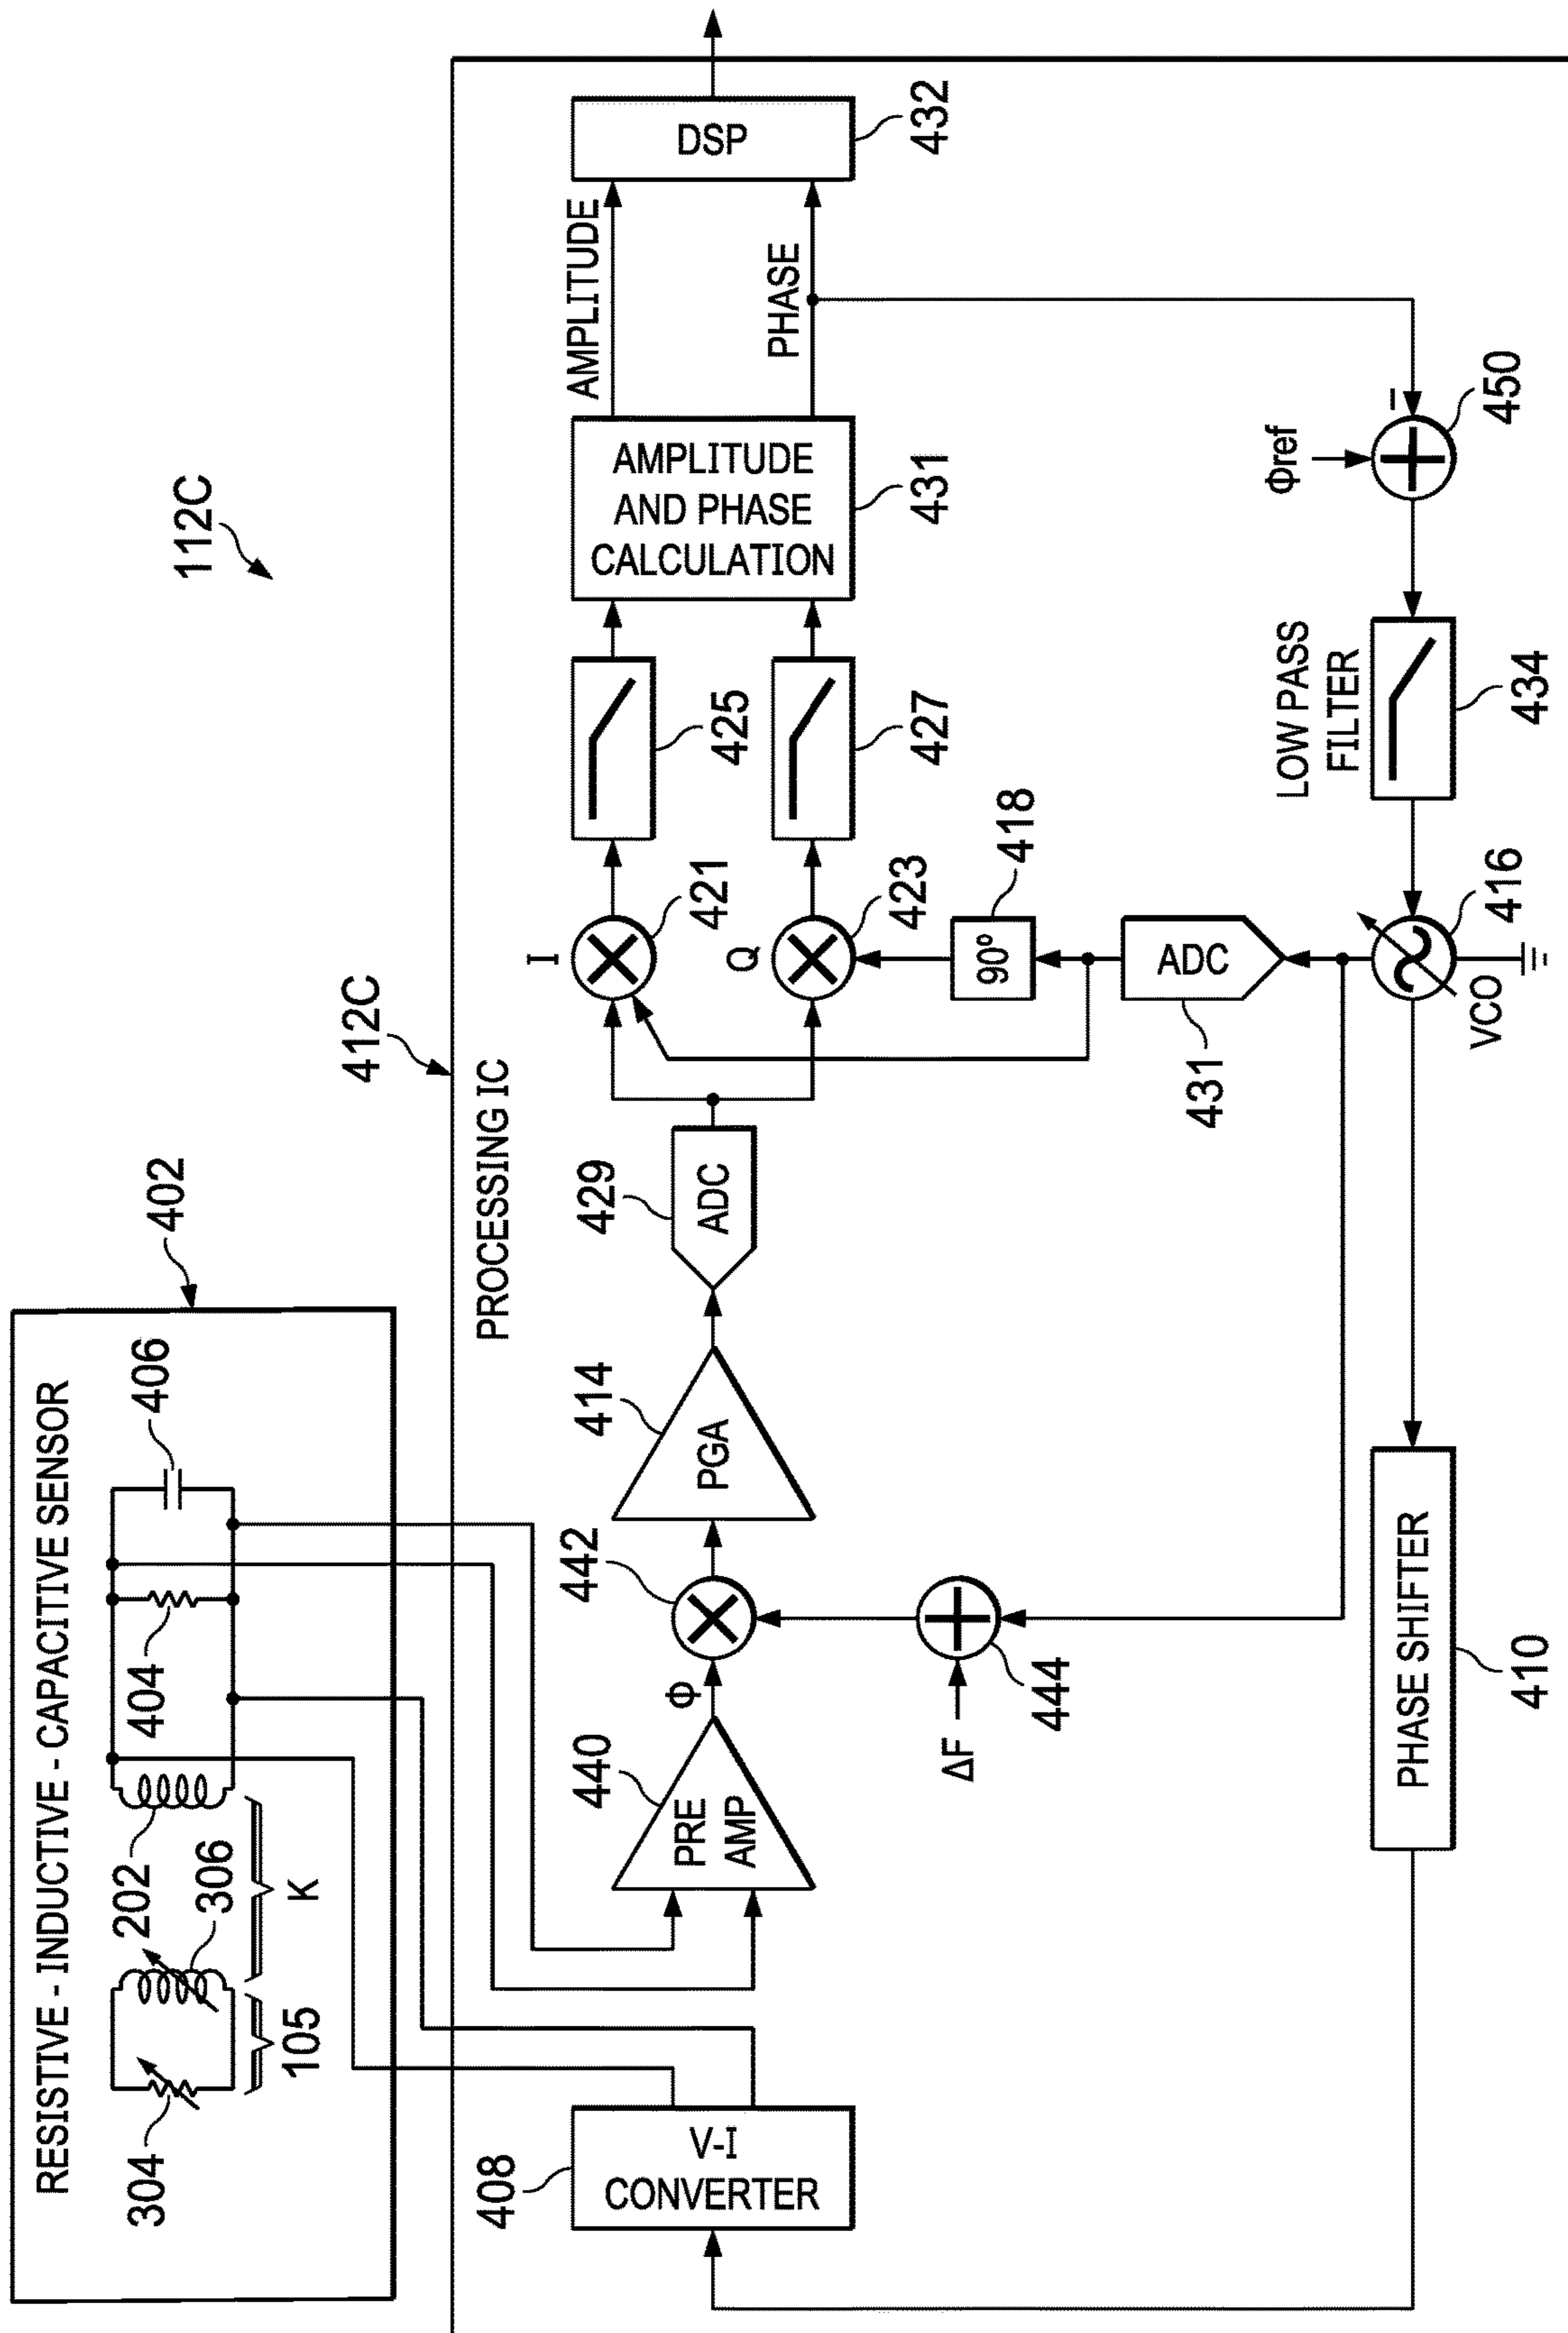 112C
402
RESISTIVE - INDUCTIVE - CAPACITIVE SENSOR
304
105
306
202
K
404
406
412C
PROCESSING IC
408
V-I
CONVERTER
440
PRE
AMP
Φ
442
414
PGA
429
ADC
I
421
Q
423
425
427
AMPLITUDE
AND PHASE
CALCULATION
431
AMPLITUDE
PHASE
DSP
432
ΔF
444
90º
418
ADC
431
PHASE SHIFTER
410
VCO
416
LOW PASS
FILTER
434
Φref
–
450